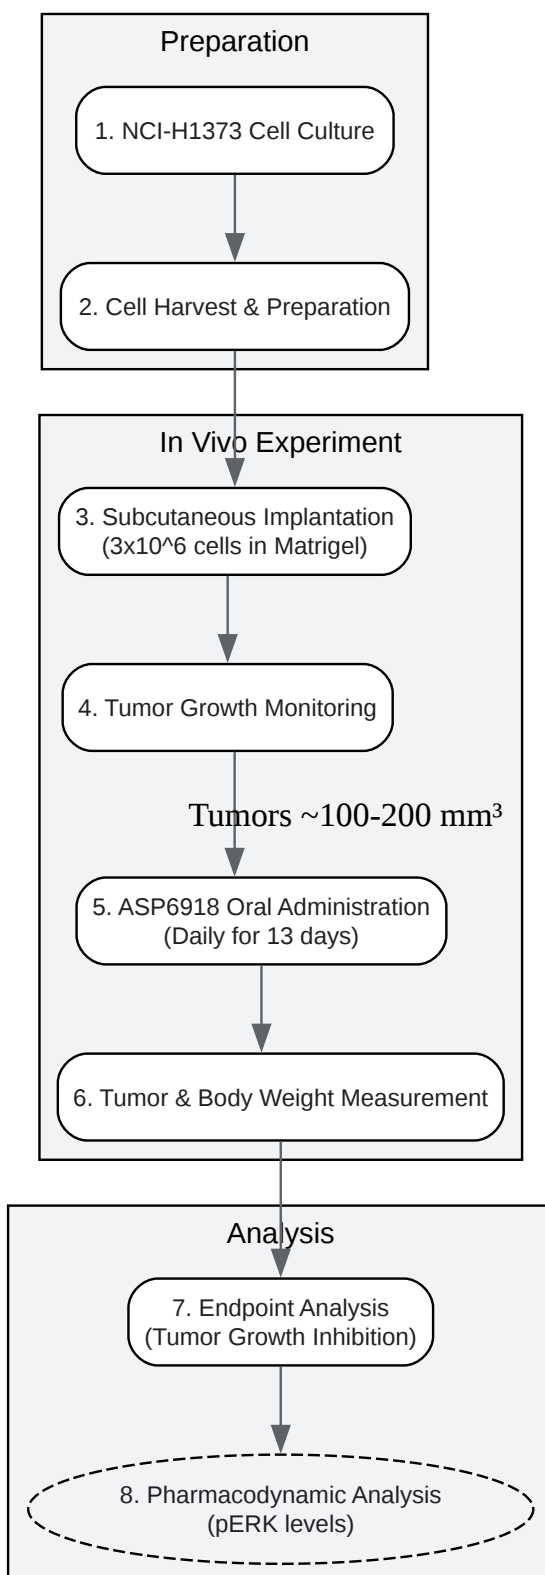 Preparation
1. NCI-H1373 Cell Culture
2. Cell Harvest & Preparation
In Vivo Experiment
3. Subcutaneous Implantation
(3x10^6 cells in Matrigel)
4. Tumor Growth Monitoring
Tumors ~100-200 mm³
5. ASP6918 Oral Administration
(Daily for 13 days)
6. Tumor & Body Weight Measurement
Analysis
7. Endpoint Analysis
(Tumor Growth Inhibition)
8. Pharmacodynamic Analysis
(pERK levels)